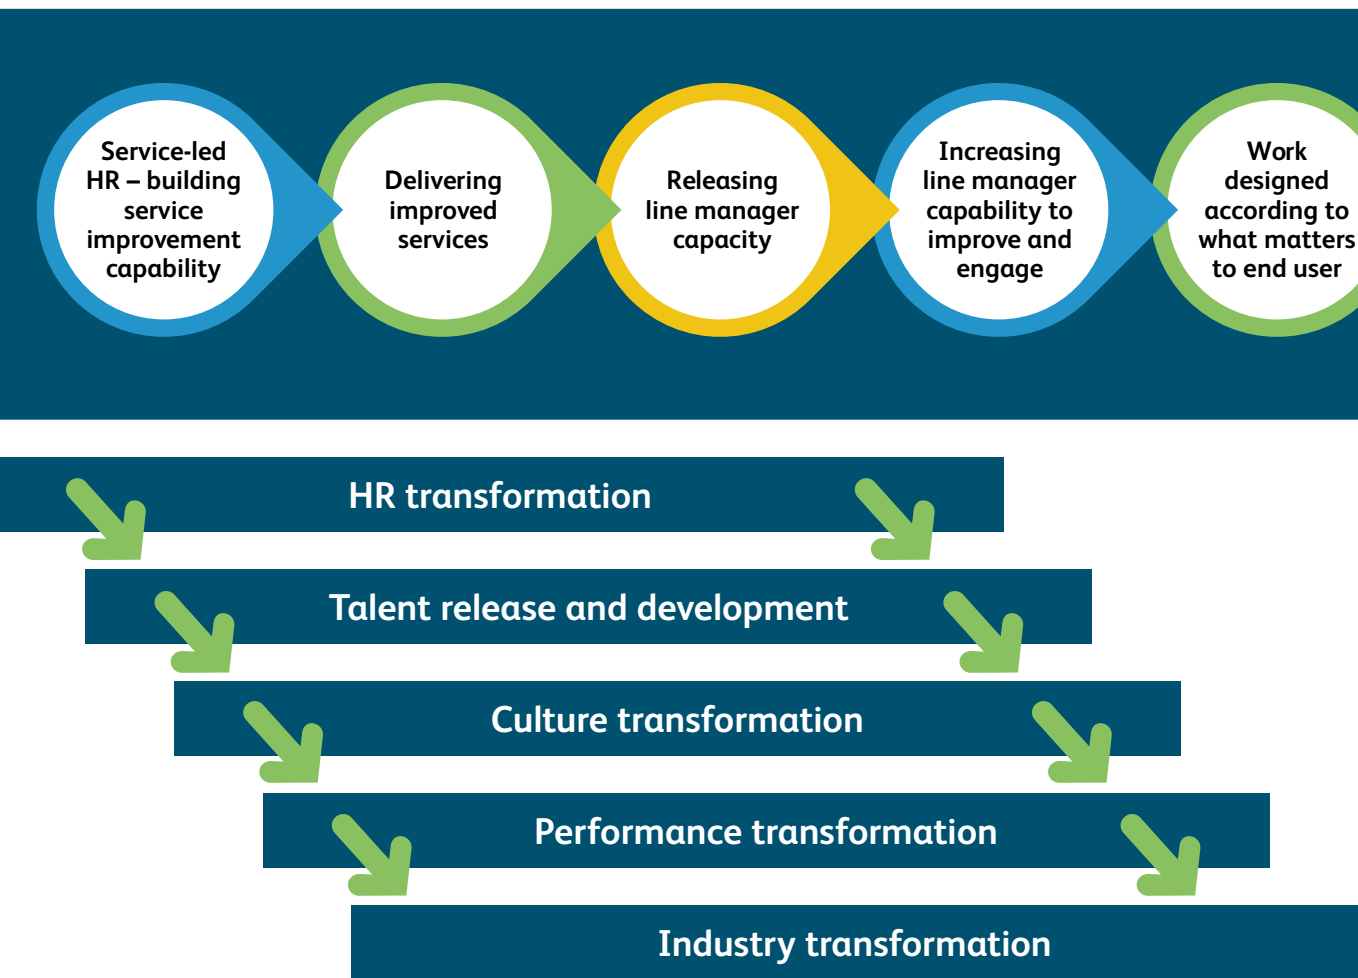 Service-led
HR – building
service
improvement
capability
Delivering
improved
services
Releasing
line manager
capacity
Increasing
line manager
capability to
improve and
engage
Work
designed
according to
what matters
to end user
HR transformation
Talent release and development
Culture transformation
Performance transformation
Industry transformation